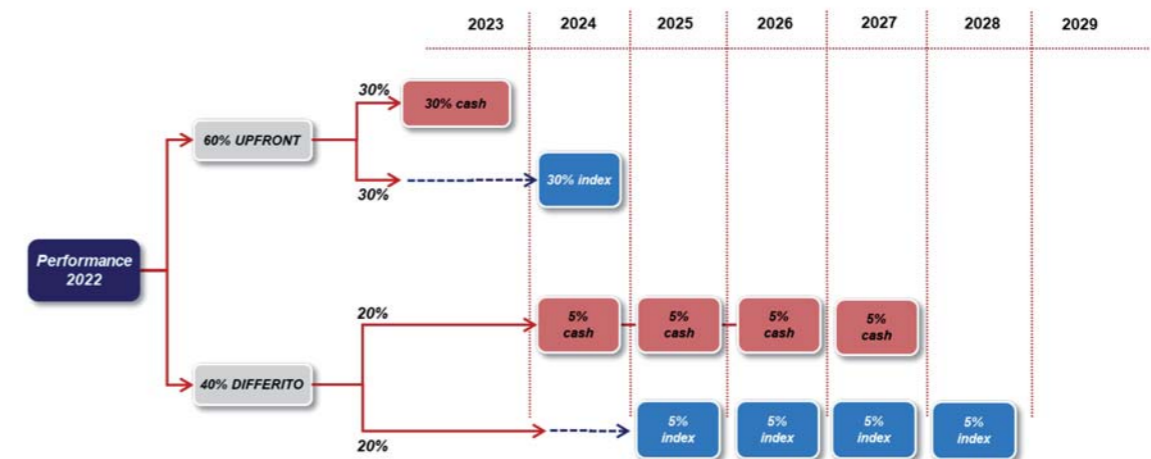 2023 2024 2025 2026 2027 2028 2029
30%
30% cash
60% UPFRONT
30%
30% index
Performance
2022
20%
5%
cash
5%
cash
5%
cash
5%
cash
40% DIFFERITO
20%
5%
index
5%
index
5%
index
5%
index